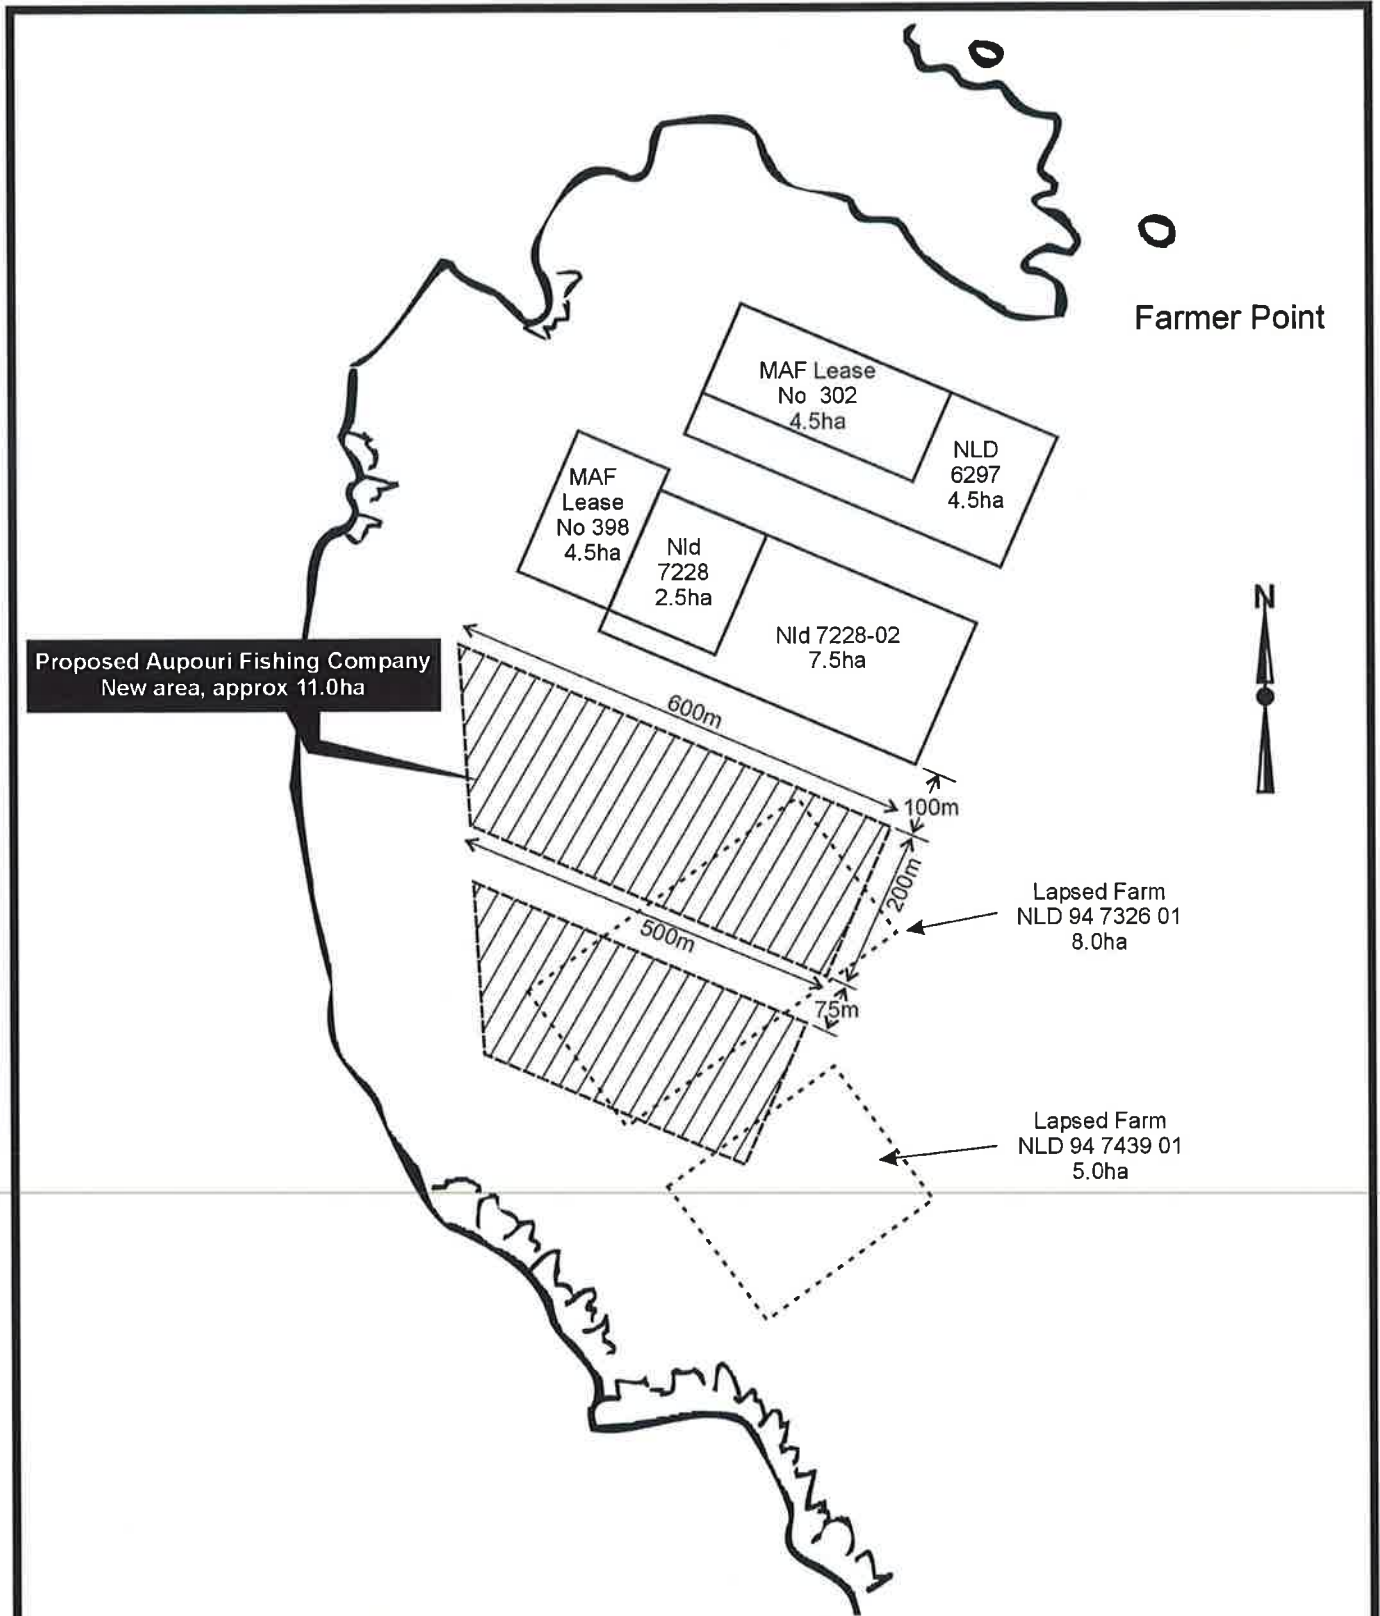 Farmer Point
MAF Lease
No 302
4.5ha
NLD
6297
4.5ha
MAF
Lease
No 398
4.5ha
Nld
7228
2.5ha
Nld 7228-02
7.5ha
N
Proposed Aupouri Fishing Company
New area, approx 11.0ha
600m
100m
200m
Lapsed Farm
NLD 94 7326 01
8.0ha
500m
75m
Lapsed Farm
NLD 94 7439 01
5.0ha